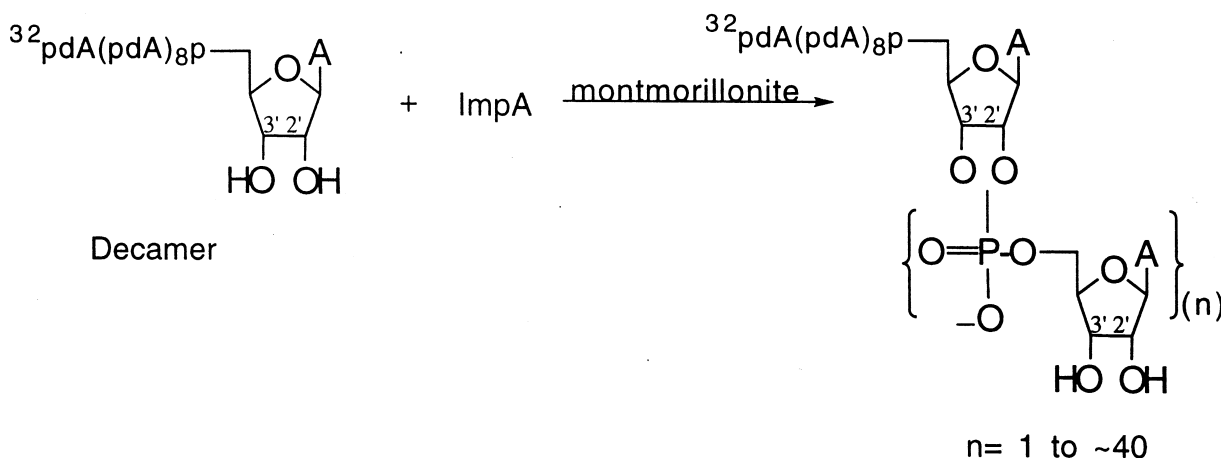 ³²pdA(pdA)₈p
O A
3' 2'
HO OH
Decamer
+ ImpA montmorillonite
³²pdA(pdA)₈p
O A
3' 2'
O O
O=P-O
–O
O A
3' 2'
HO OH
(n)
n= 1 to ~40